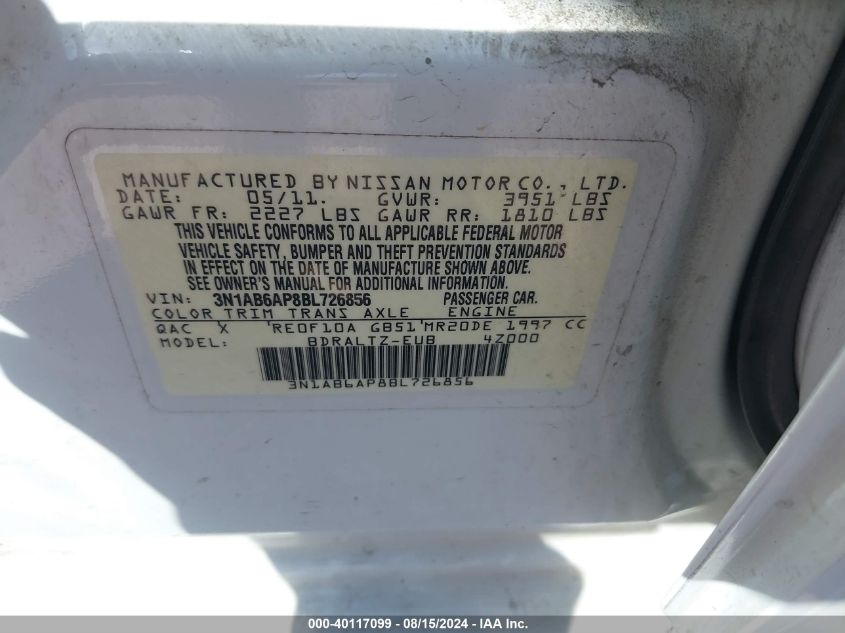 MANUFACTURED BY NISSAN MOTOR CO., LTD.
DATE: 05/11. GVWR: 3951 LBS
GAWR FR: 2227 LBS GAWR RR: 1810 LBS
THIS VEHICLE CONFORMS TO ALL APPLICABLE FEDERAL MOTOR
VEHICLE SAFETY, BUMPER AND THEFT PREVENTION STANDARDS
IN EFFECT ON THE DATE OF MANUFACTURE SHOWN ABOVE.
SEE OWNER'S MANUAL FOR ADDITIONAL INFORMATION.
VIN: 3N1AB6AP8BL726856 PASSENGER CAR.
COLOR TRIM TRANS AXLE ENGINE
QAC X RE0F10A GB51 MR20DE 1997 CC
MODEL: BDRALTZ-EUB 4Z000
3N1AB6AP8BL726856
000-40117099 - 08/15/2024 - IAA Inc.